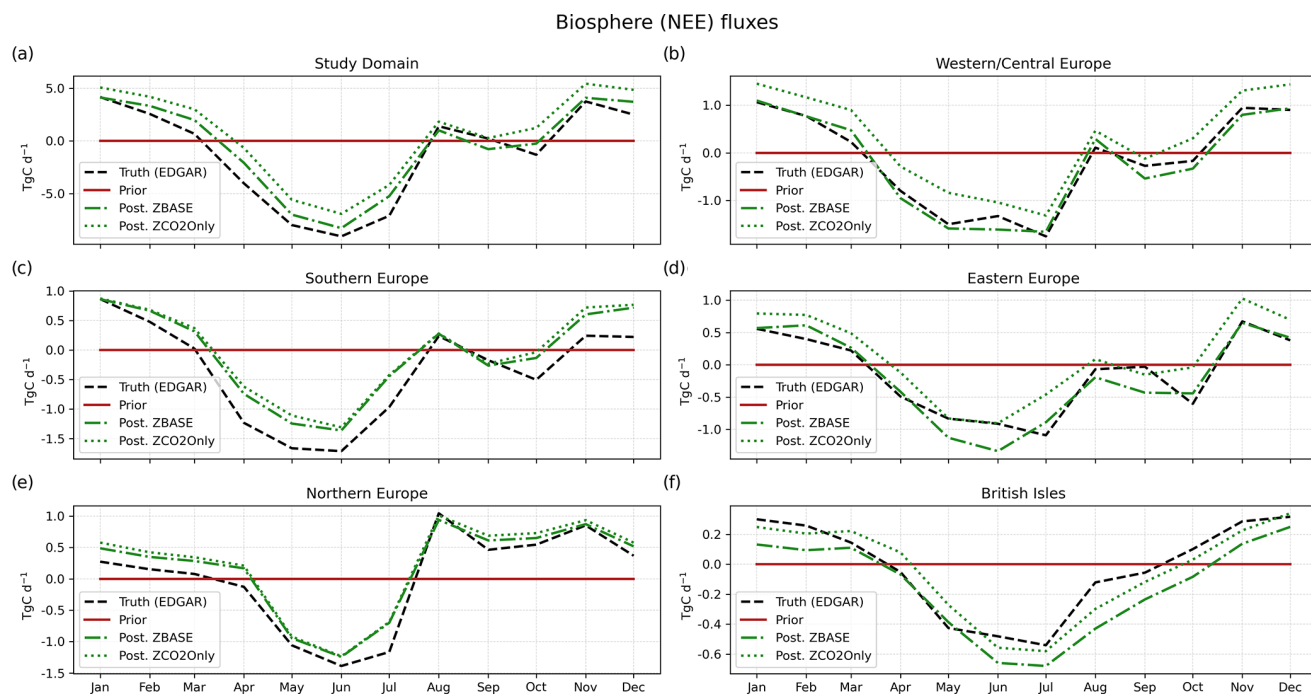 Biosphere (NEE) fluxes
(a)
Study Domain
5.0
0.0
-5.0
TgC d⁻¹
Truth (EDGAR)
Prior
Post. ZBASE
Post. ZCO2Only
(b)
Western/Central Europe
1.0
0.0
-1.0
TgC d⁻¹
Truth (EDGAR)
Prior
Post. ZBASE
Post. ZCO2Only
(c)
Southern Europe
1.0
0.5
0.0
-0.5
-1.0
-1.5
TgC d⁻¹
Truth (EDGAR)
Prior
Post. ZBASE
Post. ZCO2Only
(d)
Eastern Europe
1.0
0.5
0.0
-0.5
-1.0
TgC d⁻¹
Truth (EDGAR)
Prior
Post. ZBASE
Post. ZCO2Only
(e)
Northern Europe
1.0
0.5
0.0
-0.5
-1.0
-1.5
TgC d⁻¹
Truth (EDGAR)
Prior
Post. ZBASE
Post. ZCO2Only
Jan Feb Mar Apr May Jun Jul Aug Sep Oct Nov Dec
(f)
British Isles
0.2
0.0
-0.2
-0.4
-0.6
TgC d⁻¹
Truth (EDGAR)
Prior
Post. ZBASE
Post. ZCO2Only
Jan Feb Mar Apr May Jun Jul Aug Sep Oct Nov Dec